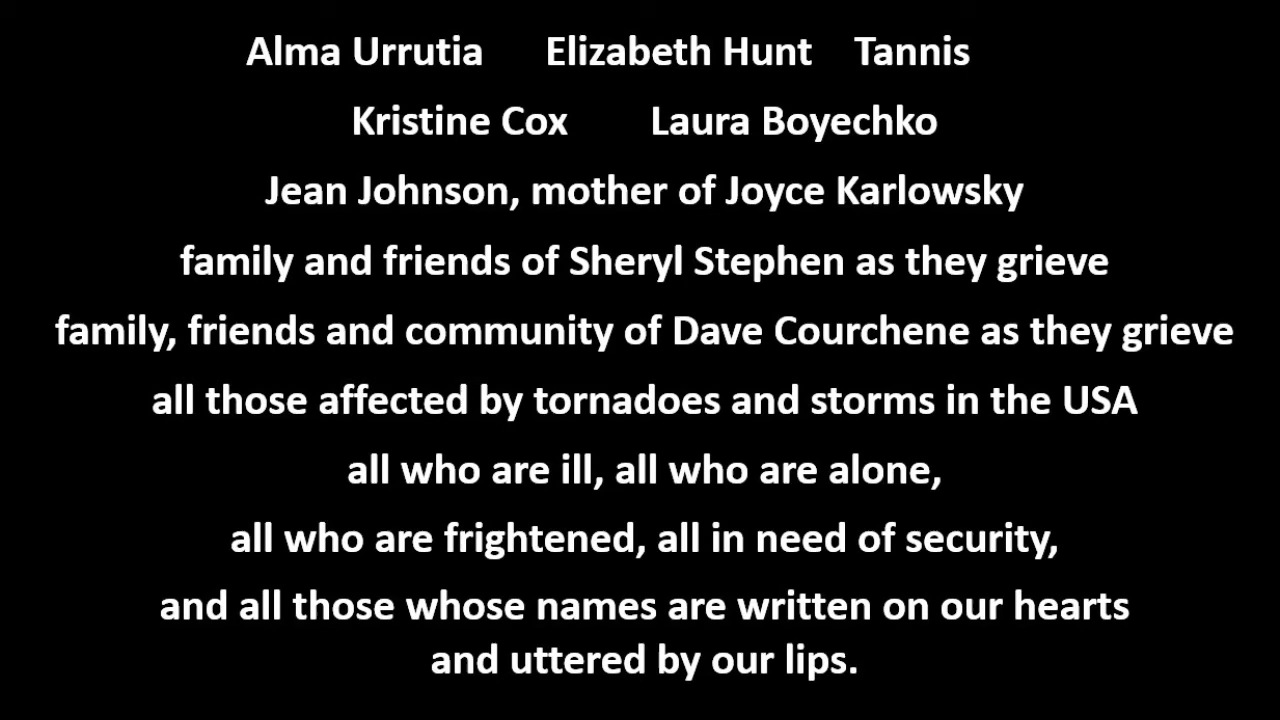 Alma Urrutia Elizabeth Hunt Tannis
Kristine Cox Laura Boyechko
Jean Johnson, mother of Joyce Karlowsky
family and friends of Sheryl Stephen as they grieve
family, friends and community of Dave Courchene as they grieve
all those affected by tornadoes and storms in the USA
all who are ill, all who are alone,
all who are frightened, all in need of security,
and all those whose names are written on our hearts
and uttered by our lips.